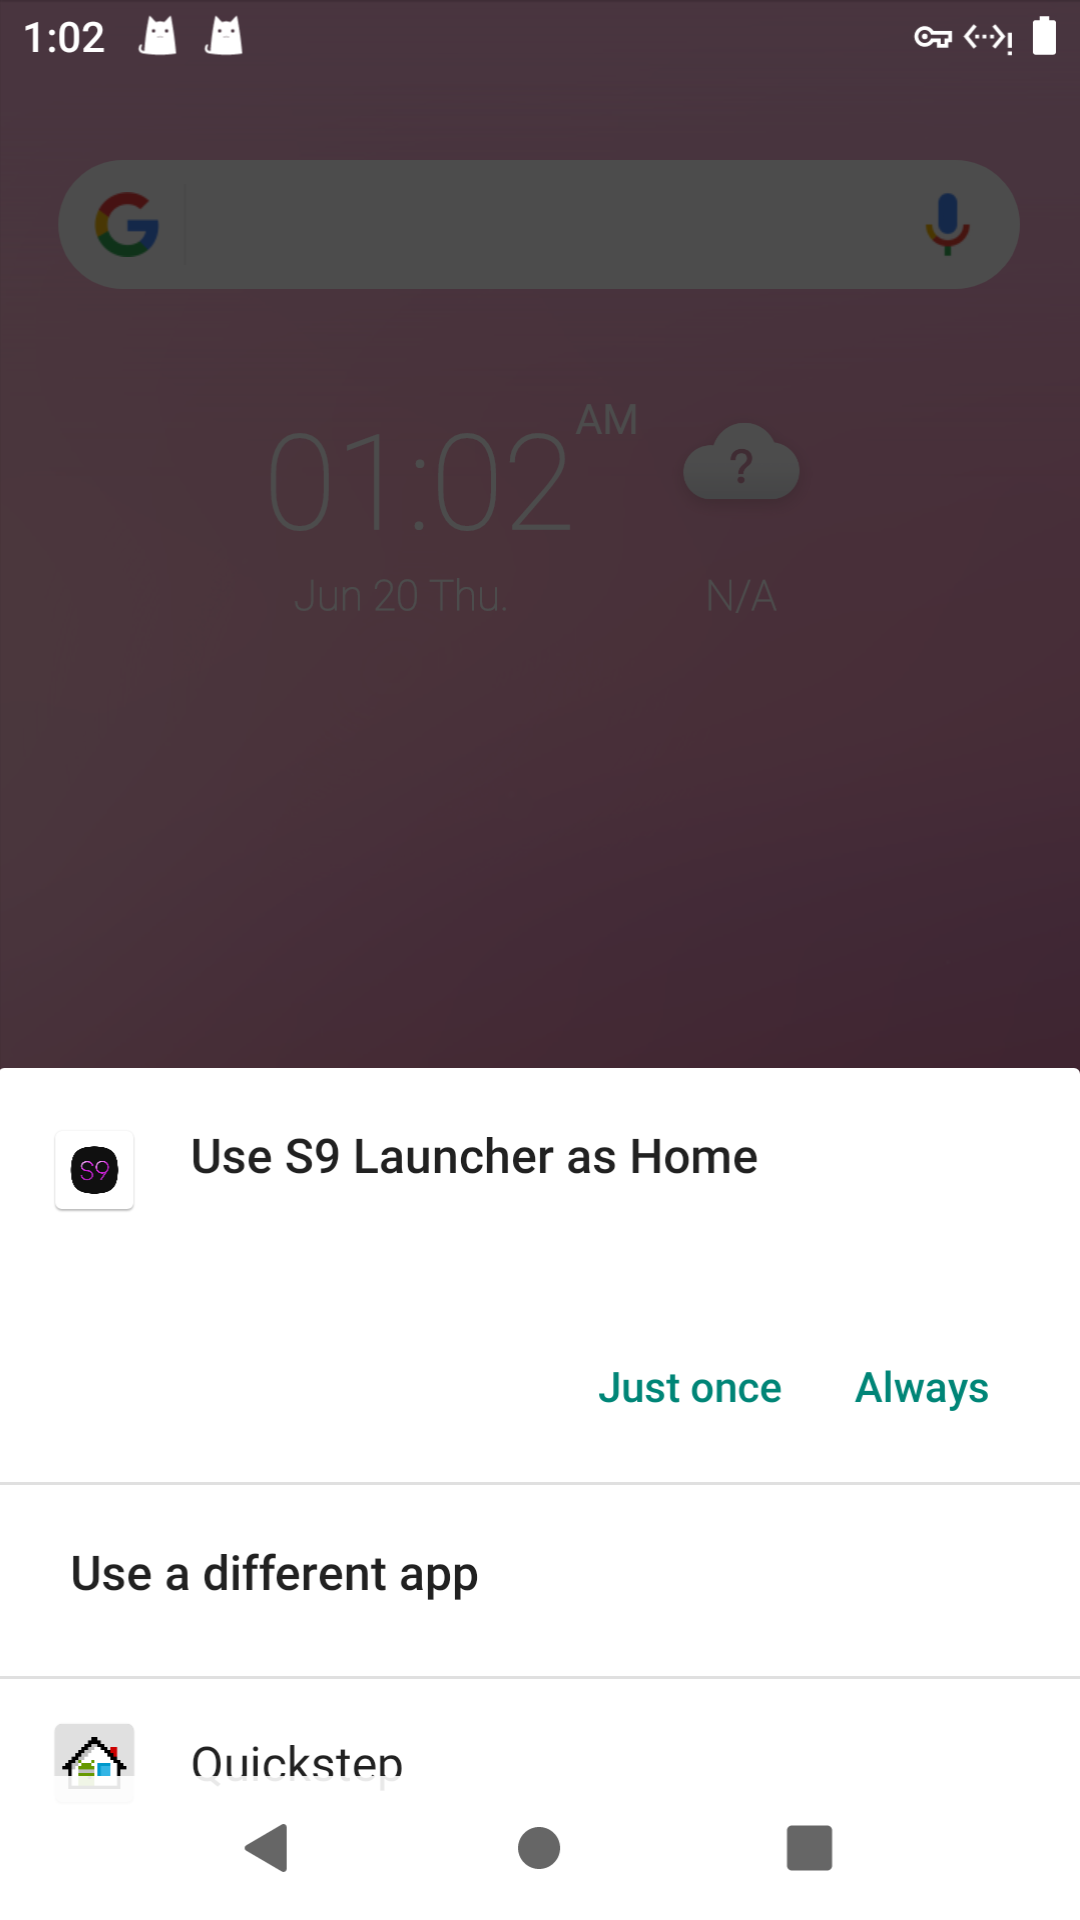 1:02
01:02 AM
Jun 20 Thu.
N/A
?
S9
Use S9 Launcher as Home
Just once
Always
Use a different app
Quickstep